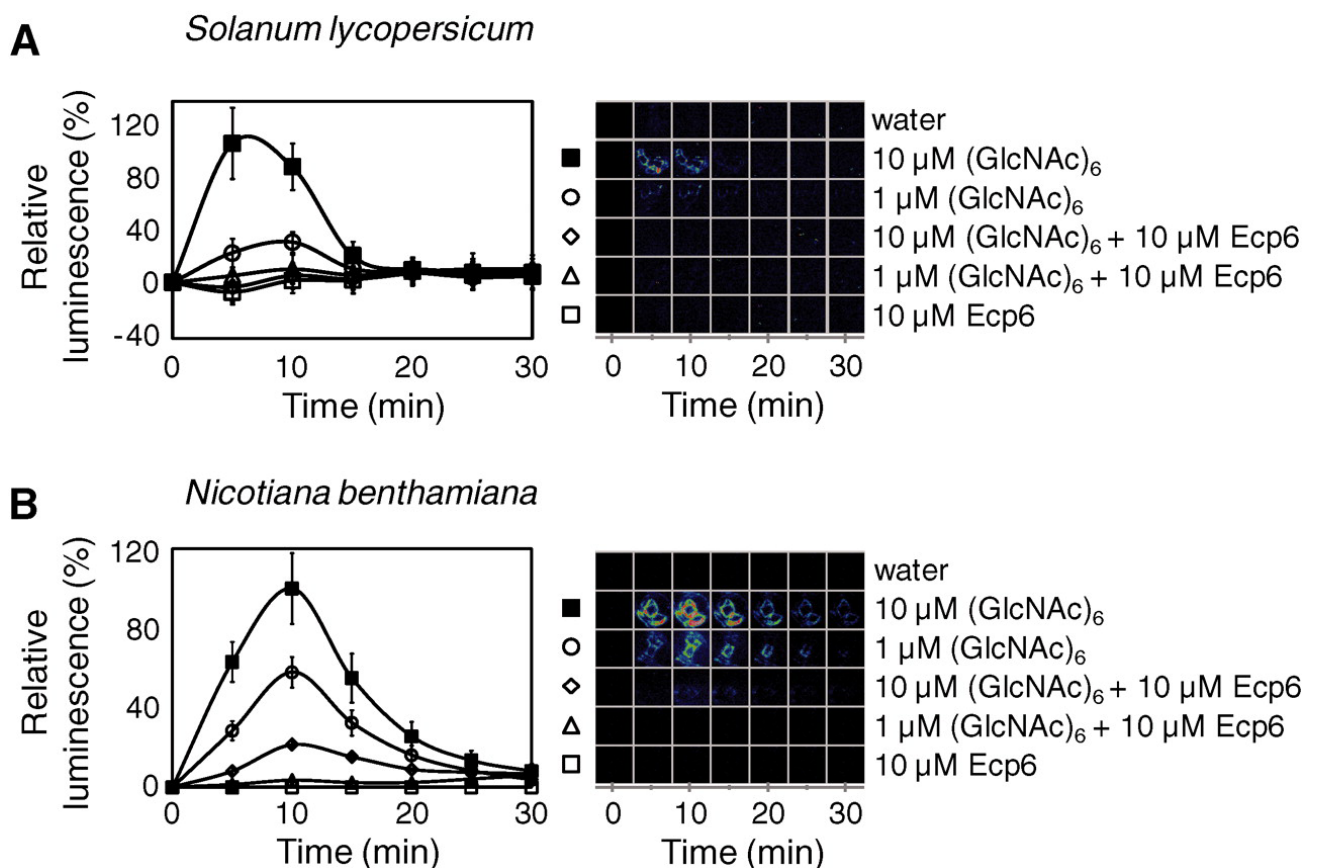 A
Solanum lycopersicum
Relative
luminescence (%)
120
80
40
0
-40
0 10 20 30
Time (min)
water
10 µM (GlcNAc)₆
1 µM (GlcNAc)₆
10 µM (GlcNAc)₆ + 10 µM Ecp6
1 µM (GlcNAc)₆ + 10 µM Ecp6
10 µM Ecp6
0 10 20 30
Time (min)
B
Nicotiana benthamiana
Relative
luminescence (%)
120
80
40
0
0 10 20 30
Time (min)
water
10 µM (GlcNAc)₆
1 µM (GlcNAc)₆
10 µM (GlcNAc)₆ + 10 µM Ecp6
1 µM (GlcNAc)₆ + 10 µM Ecp6
10 µM Ecp6
0 10 20 30
Time (min)